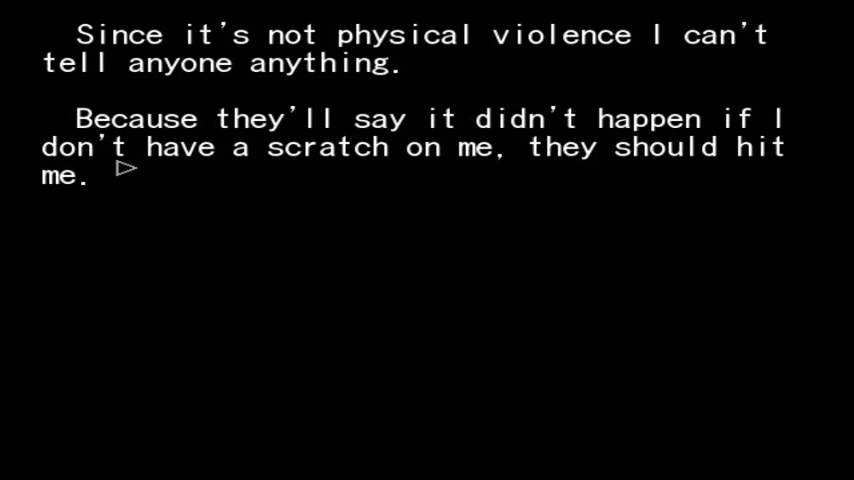 Since it's not physical violence I can't
tell anyone anything.
Because they'll say it didn't happen if I
don't have a scratch on me, they should hit
me.